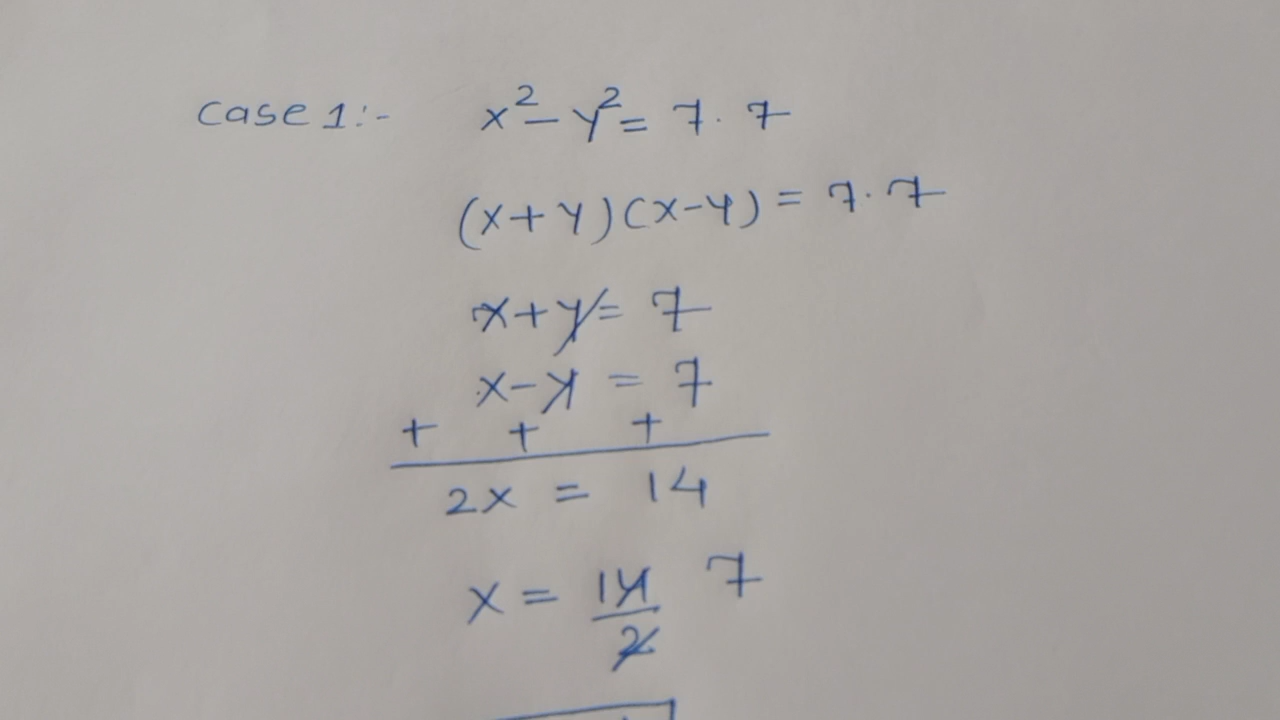 Case 1:- x² - y² = 7. 7
(x+y)(x-y) = 7.7
x+y = 7
x-y = 7
+ + +
2x = 14
x = 14/2 7